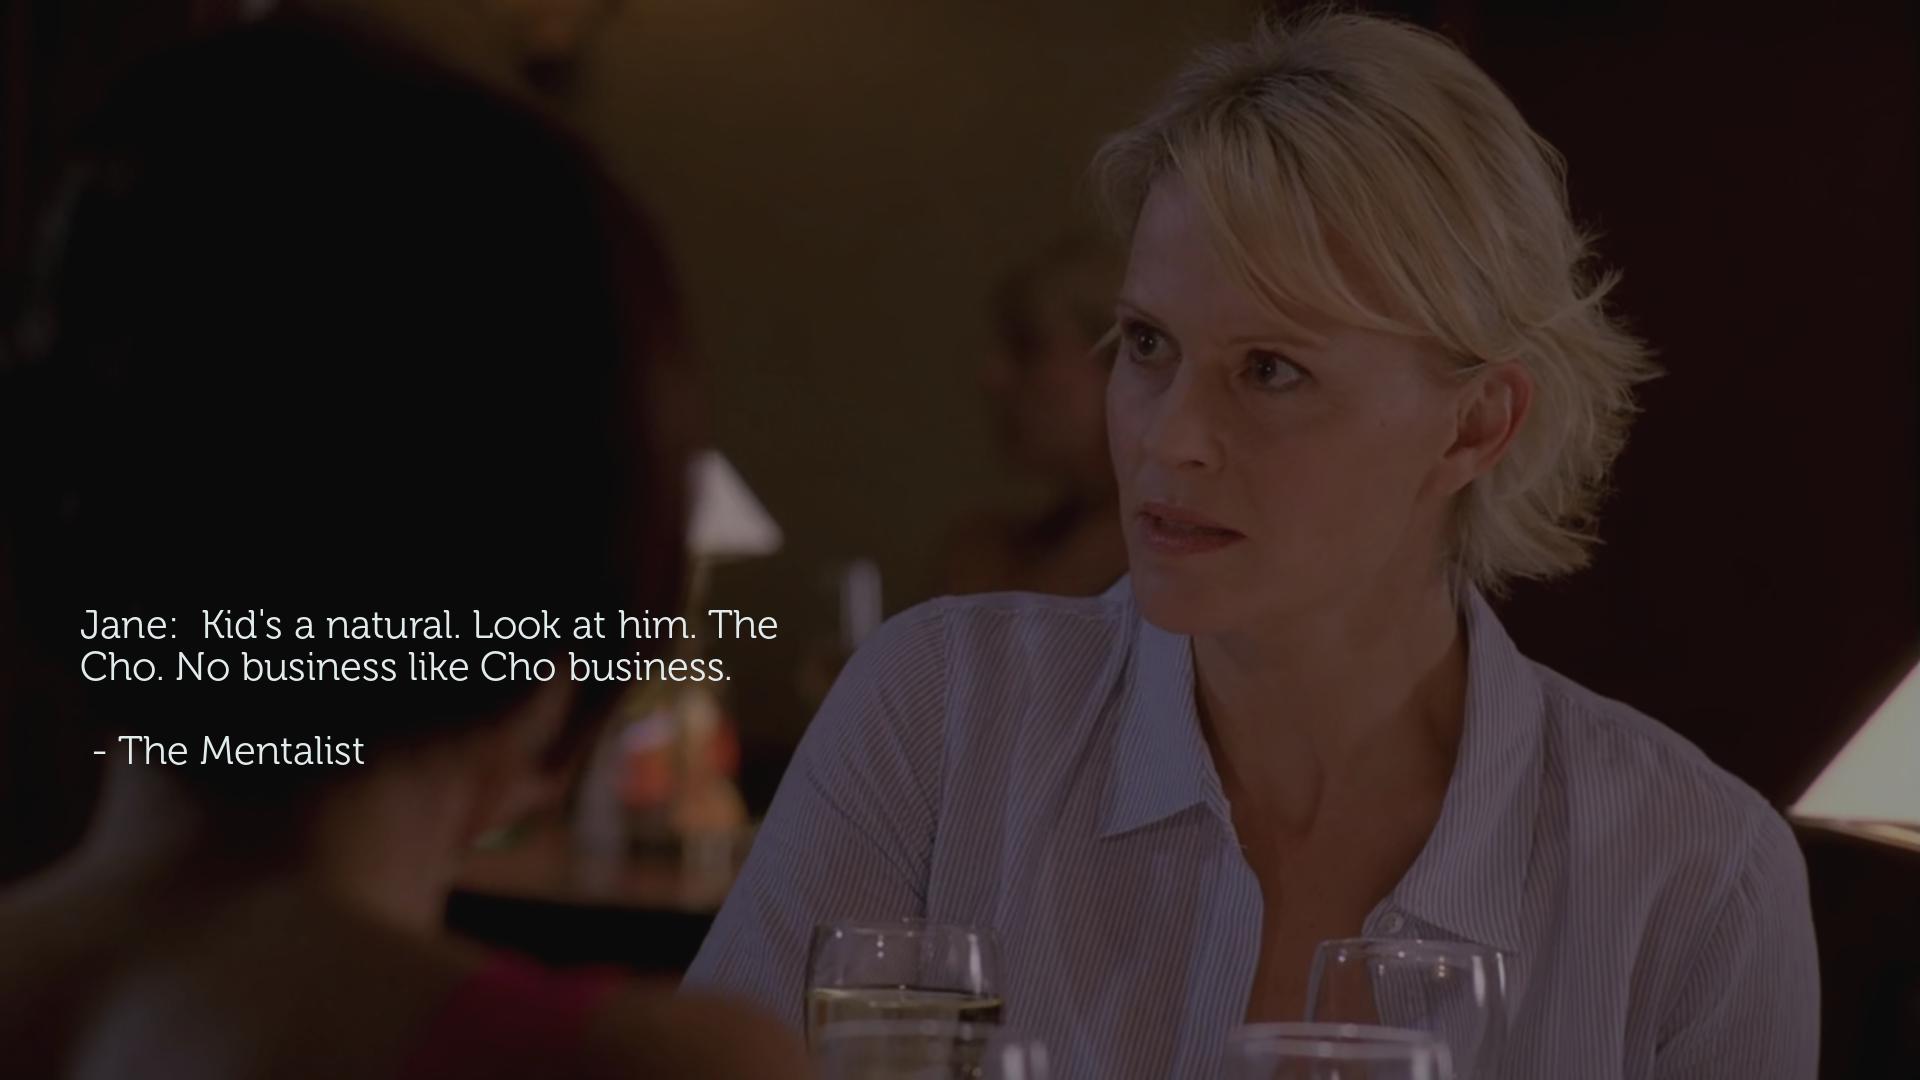 Jane:  Kid's a natural. Look at him. The
Cho. No business like Cho business.
- The Mentalist